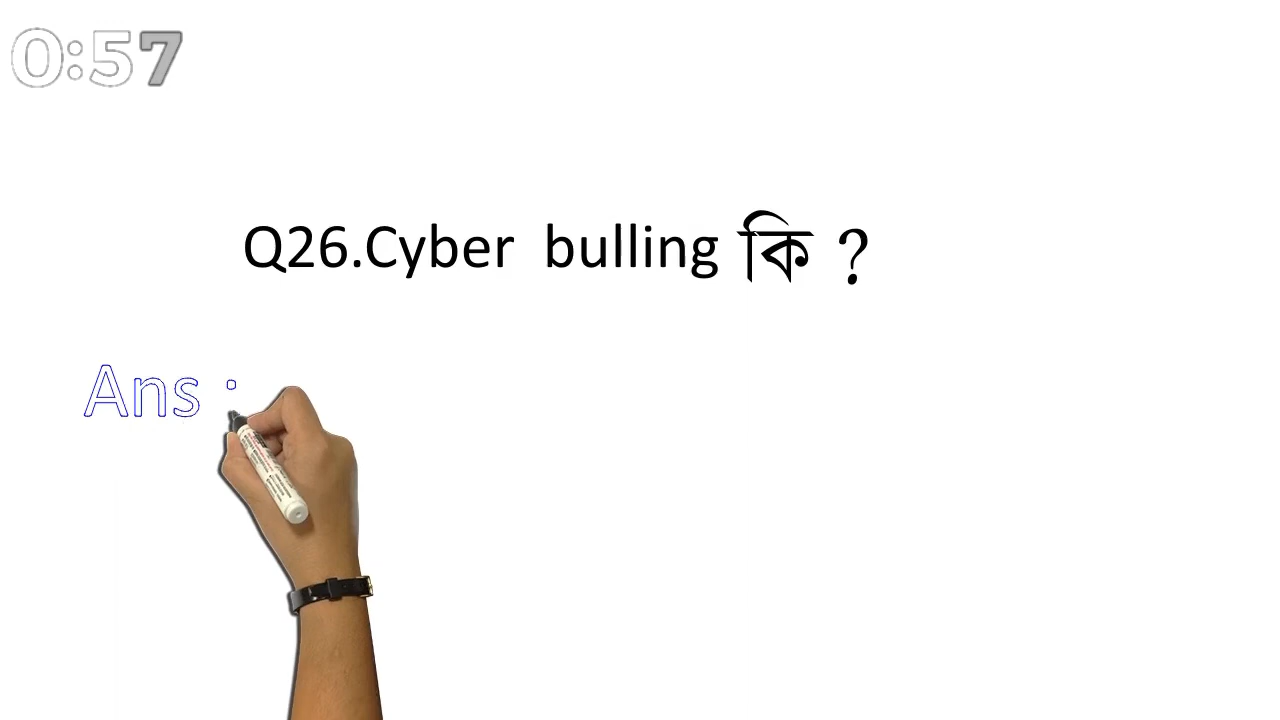 0:57
Q26.Cyber bulling কি ?
Ans :